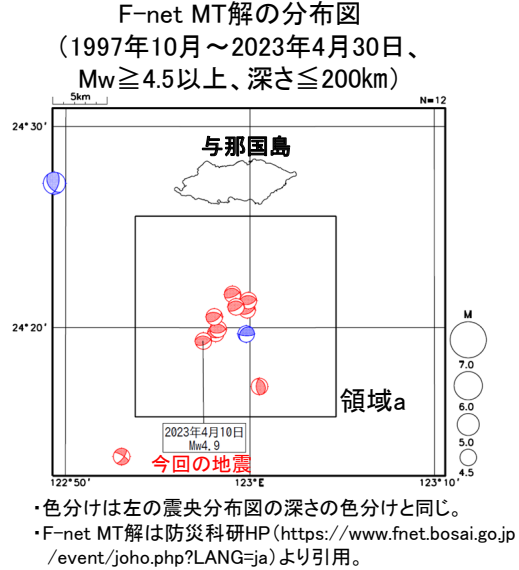 F-net MT解の分布図
（1997年10月～2023年4月30日、
Mw≧4.5以上、深さ≦200km）
5km
N=12
24°30′
与那国島
24°20′
M
7.0
6.0
5.0
4.5
領域a
2023年4月10日
Mw4.9
今回の地震
122°50′
123°E
123°10′
・色分けは左の震央分布図の深さの色分けと同じ。
・F-net MT解は防災科研HP（https://www.fnet.bosai.go.jp
/event/joho.php?LANG=ja）より引用。